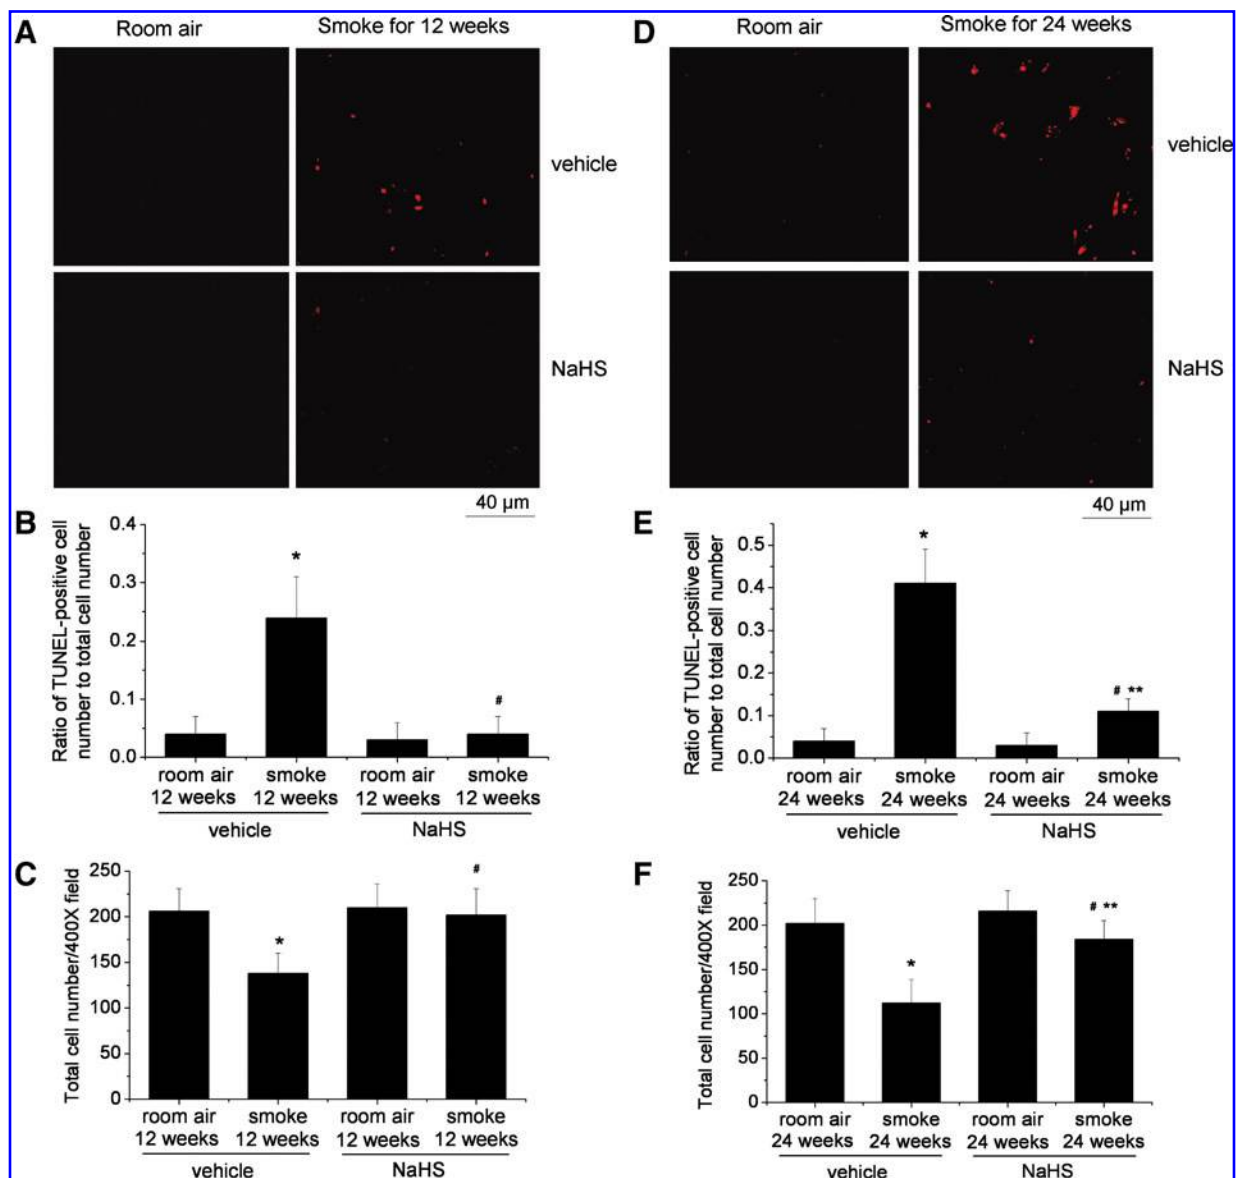 A
Room air
Smoke for 12 weeks
vehicle
NaHS
40 µm
B
Ratio of TUNEL-positive cell
number to total cell number
0.4
0.3
0.2
0.1
0.0
*
#
room air
12 weeks
smoke
12 weeks
room air
12 weeks
smoke
12 weeks
vehicle
NaHS
C
Total cell number/400X field
250
200
150
100
50
0
*
#
room air
12 weeks
smoke
12 weeks
room air
12 weeks
smoke
12 weeks
vehicle
NaHS
D
Room air
Smoke for 24 weeks
vehicle
NaHS
40 µm
E
Ratio of TUNEL-positive cell
number to total cell number
0.5
0.4
0.3
0.2
0.1
0.0
*
# **
room air
24 weeks
smoke
24 weeks
room air
24 weeks
smoke
24 weeks
vehicle
NaHS
F
Total cell number/400X field
250
200
150
100
50
0
*
# **
room air
24 weeks
smoke
24 weeks
room air
24 weeks
smoke
24 weeks
vehicle
NaHS